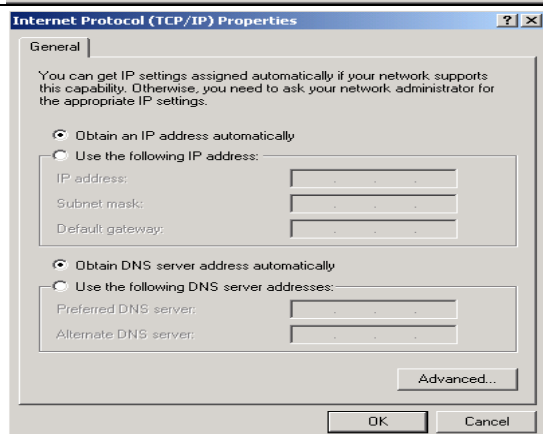 Internet Protocol (TCP/IP) Properties
General
You can get IP settings assigned automatically if your network supports
this capability. Otherwise, you need to ask your network administrator for
the appropriate IP settings.
Obtain an IP address automatically
Use the following IP address:
IP address:
Subnet mask:
Default gateway:
Obtain DNS server address automatically
Use the following DNS server addresses:
Preferred DNS server:
Alternate DNS server:
Advanced...
OK
Cancel